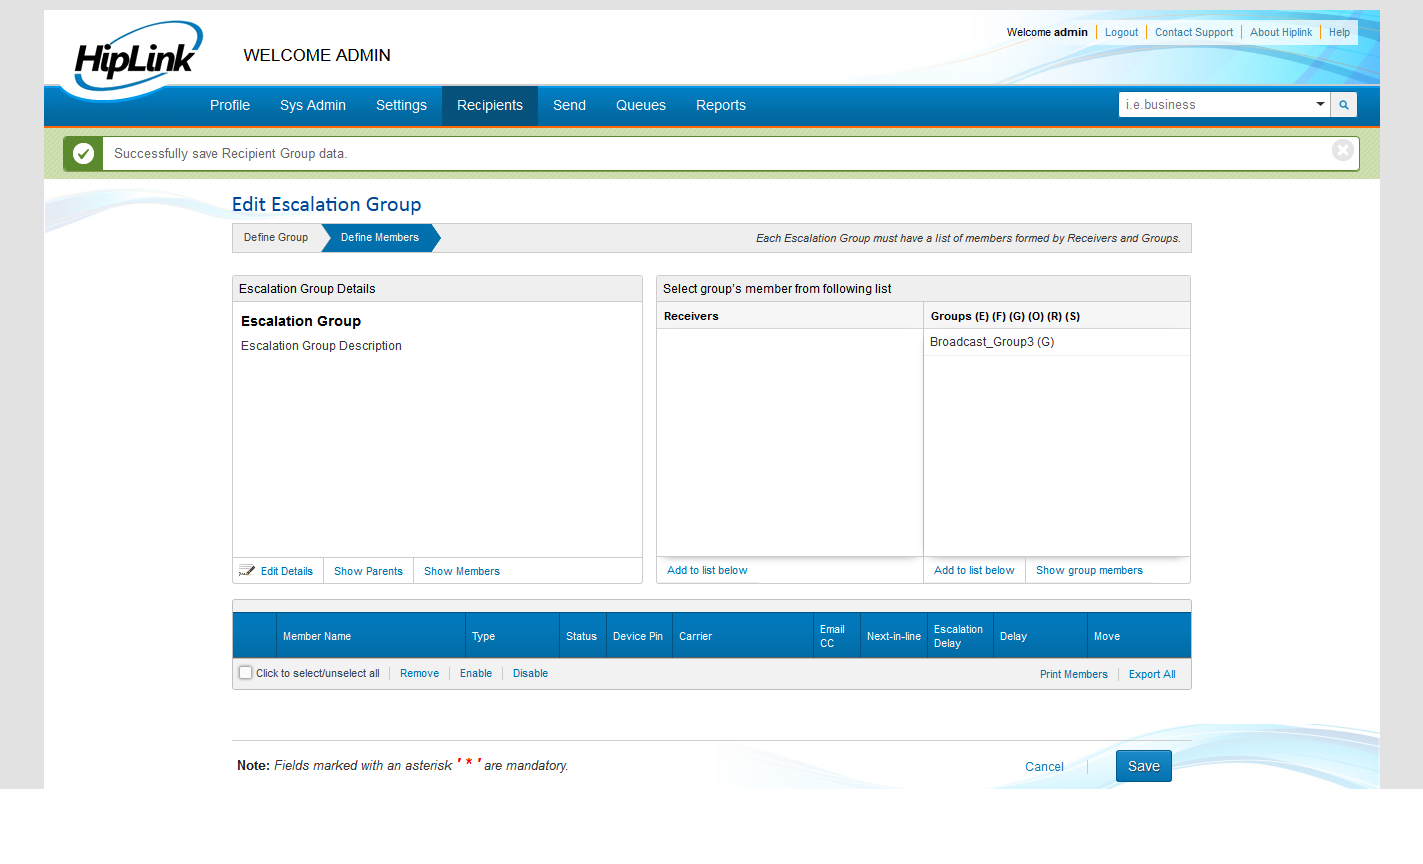 HipLink
WELCOME ADMIN
Welcome admin Logout Contact Support About Hiplink Help
Profile Sys Admin Settings Recipients Send Queues Reports
i.e.business
Successfully save Recipient Group data.
Edit Escalation Group
Define Group Define Members Each Escalation Group must have a list of members formed by Receivers and Groups.
Escalation Group Details
Escalation Group
Escalation Group Description
Edit Details Show Parents Show Members
Select group's member from following list
Receivers Groups (E) (F) (G) (O) (R) (S)
Broadcast_Group3 (G)
Add to list below Add to list below Show group members
Member Name Type Status Device Pin Carrier Email CC Next-in-line Escalation Delay Delay Move
Click to select/unselect all Remove Enable Disable Print Members Export All
Note: Fields marked with an asterisk ' * ' are mandatory.
Cancel Save